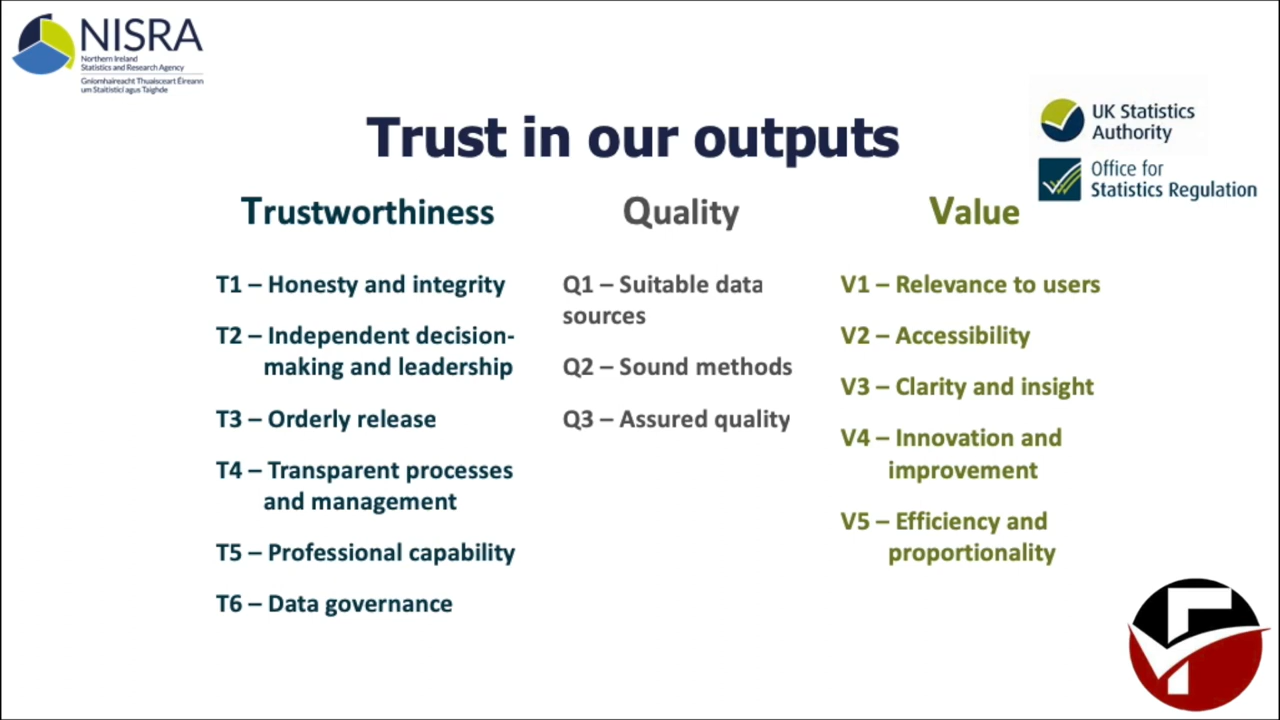 NISRA
Northern Ireland
Statistics and Research Agency
Gníomhaireacht Thuaisceart Éireann
um Staitisticí agus Taighde
UK Statistics
Authority
Office for
Statistics Regulation
Trust in our outputs
Trustworthiness
T1 – Honesty and integrity
T2 – Independent decision-
making and leadership
T3 – Orderly release
T4 – Transparent processes
and management
T5 – Professional capability
T6 – Data governance
Quality
Q1 – Suitable data
sources
Q2 – Sound methods
Q3 – Assured quality
Value
V1 – Relevance to users
V2 – Accessibility
V3 – Clarity and insight
V4 – Innovation and
improvement
V5 – Efficiency and
proportionality